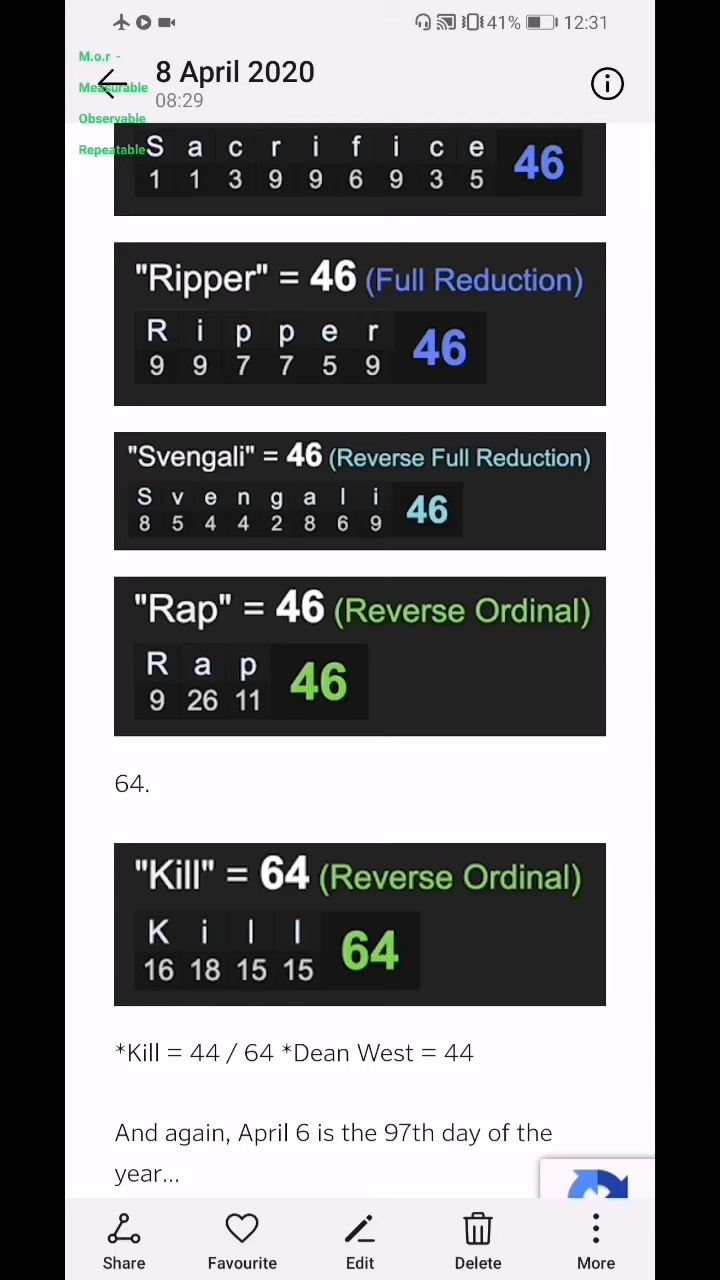 41% 12:31
M.o.r -
8 April 2020
Measurable
08:29
Observable
Repeatable
S a c r i f i c e 46
1 1 3 9 9 6 9 3 5
"Ripper" = 46 (Full Reduction)
R i p p e r 46
9 9 7 7 5 9
"Svengali" = 46 (Reverse Full Reduction)
S v e n g a l i 46
8 5 4 4 2 8 6 9
"Rap" = 46 (Reverse Ordinal)
R a p 46
9 26 11
64.
"Kill" = 64 (Reverse Ordinal)
K i l l 64
16 18 15 15
*Kill = 44 / 64 *Dean West = 44
And again, April 6 is the 97th day of the
year...
Share Favourite Edit Delete More